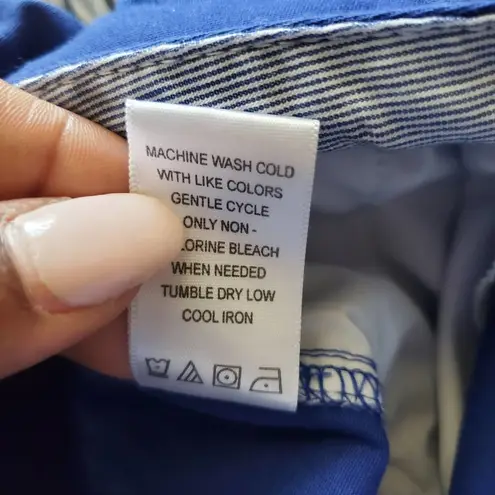 MACHINE WASH COLD
WITH LIKE COLORS
GENTLE CYCLE
ONLY NON -
LORINE BLEACH
WHEN NEEDED
TUMBLE DRY LOW
COOL IRON